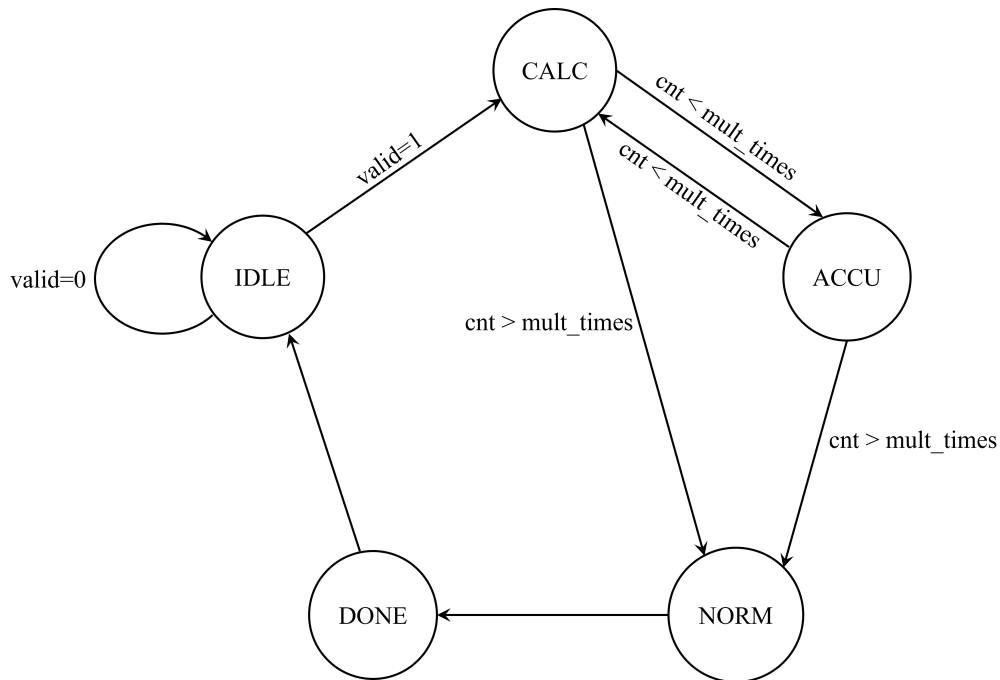 CALC
cnt < mult_times
valid=1
cnt < mult_times
valid=0
IDLE
ACCU
cnt > mult_times
cnt > mult_times
DONE
NORM